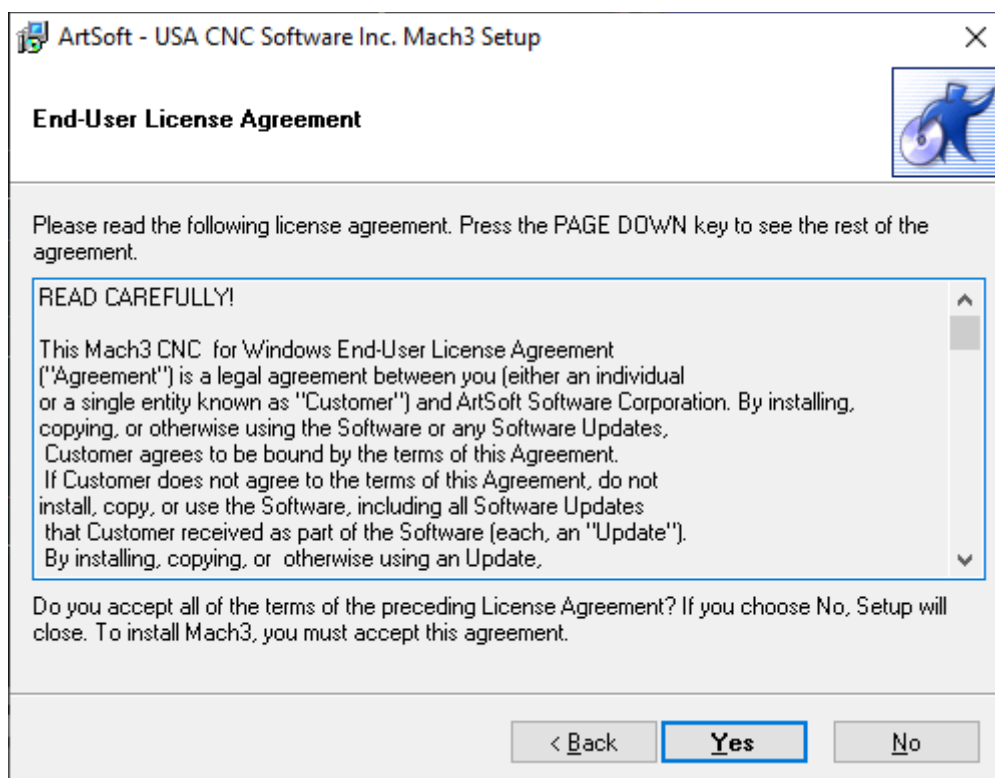 ArtSoft - USA CNC Software Inc. Mach3 Setup
End-User License Agreement
Please read the following license agreement. Press the PAGE DOWN key to see the rest of the
agreement.
READ CAREFULLY!
This Mach3 CNC  for Windows End-User License Agreement
("Agreement") is a legal agreement between you (either an individual
or a single entity known as "Customer") and ArtSoft Software Corporation. By installing,
copying, or otherwise using the Software or any Software Updates,
Customer agrees to be bound by the terms of this Agreement.
If Customer does not agree to the terms of this Agreement, do not
install, copy, or use the Software, including all Software Updates
that Customer received as part of the Software (each, an "Update").
By installing, copying, or  otherwise using an Update,
Do you accept all of the terms of the preceding License Agreement? If you choose No, Setup will
close. To install Mach3, you must accept this agreement.
< Back
Yes
No